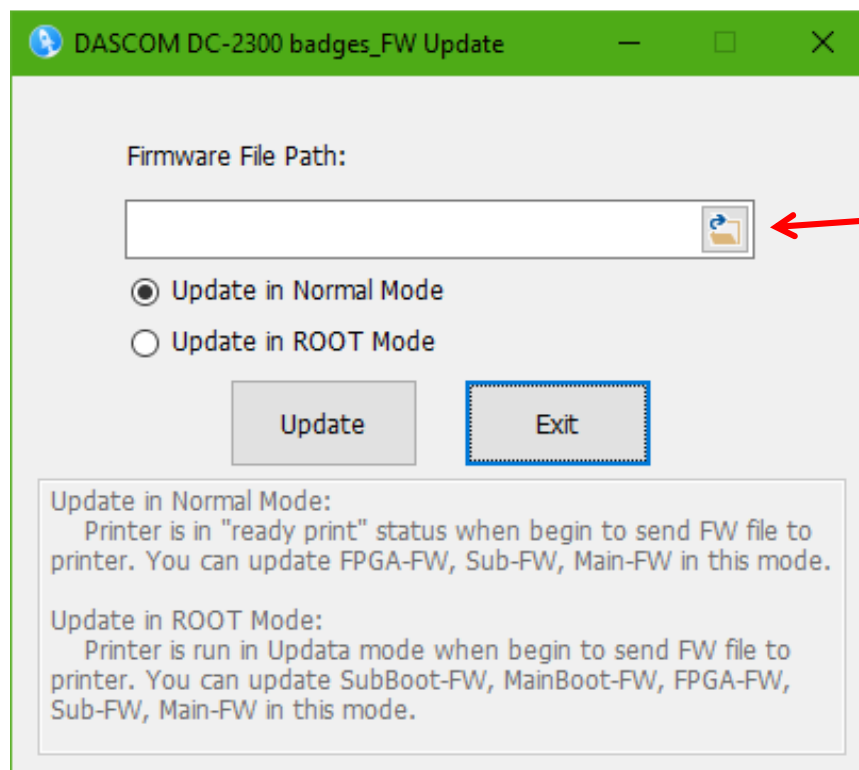 DASCOM DC-2300 badges_FW Update
Firmware File Path:
Update in Normal Mode
Update in ROOT Mode
Update
Exit
Update in Normal Mode:
Printer is in "ready print" status when begin to send FW file to
printer. You can update FPGA-FW, Sub-FW, Main-FW in this mode.
Update in ROOT Mode:
Printer is run in Updata mode when begin to send FW file to
printer. You can update SubBoot-FW, MainBoot-FW, FPGA-FW,
Sub-FW, Main-FW in this mode.